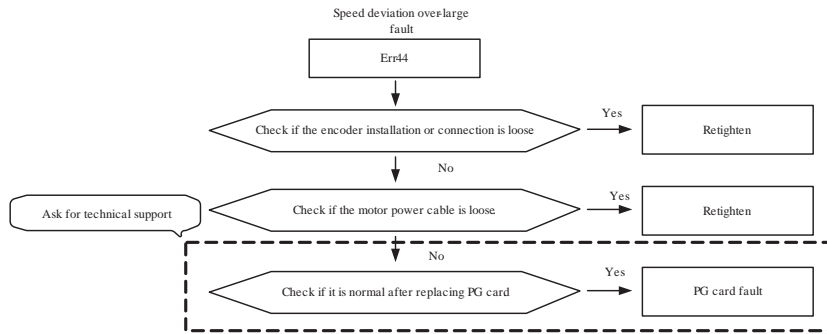 Speed deviation over-large
fault
Err44
Check if the encoder installation or connection is loose
Yes
Retighten
No
Ask for technical support
Check if the motor power cable is loose.
Yes
Retighten
No
Check if it is normal after replacing PG card
Yes
PG card fault